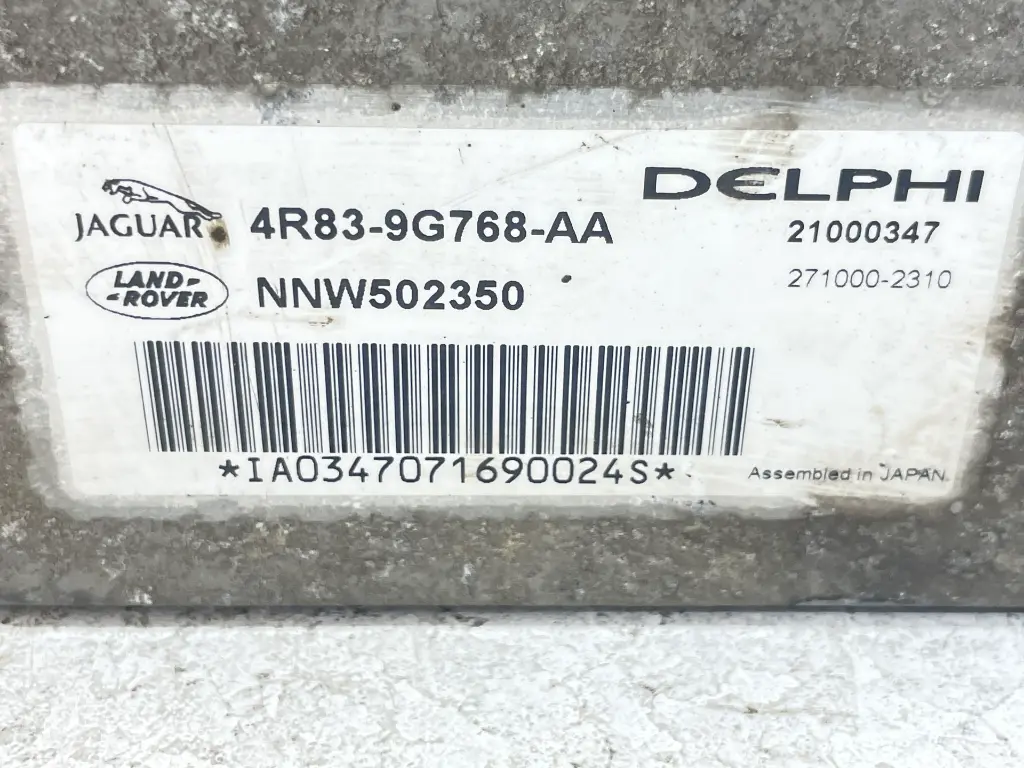 JAGUAR 4R83-9G768-AA
LAND-
-ROVER
NNW502350
DELPHI
21000347
271000-2310
*IA0347071690024S*
Assembled in JAPAN.